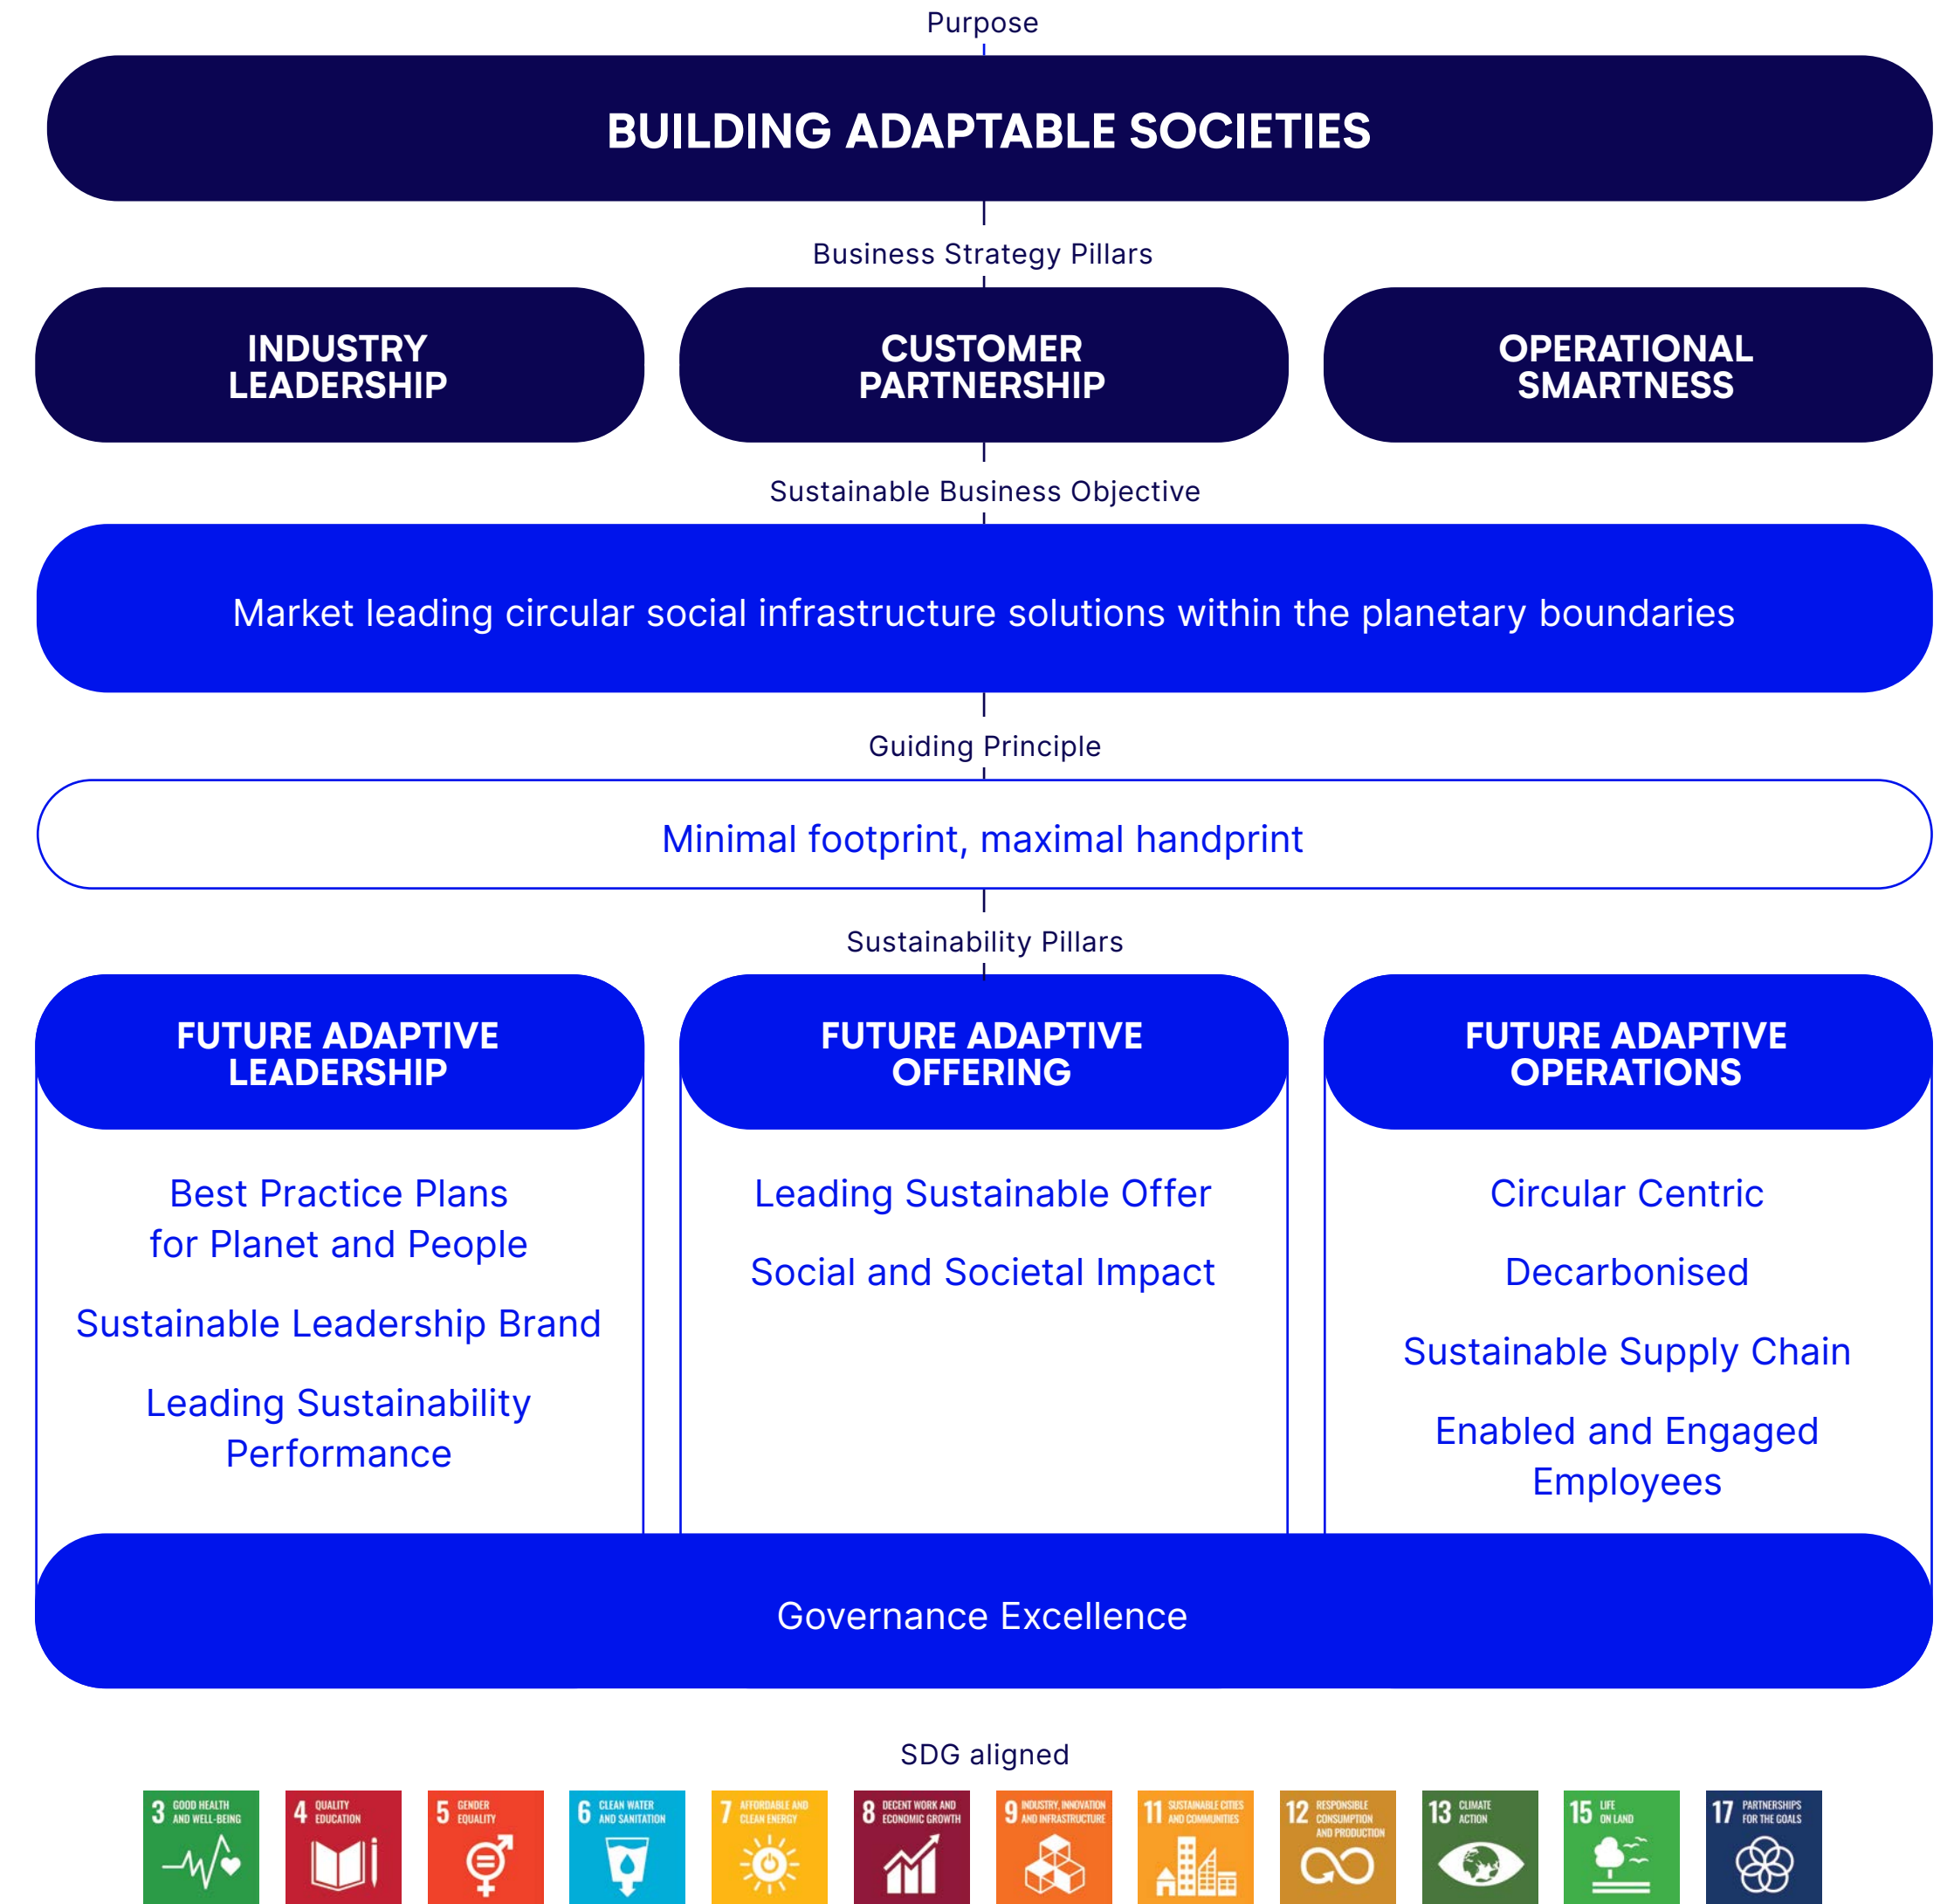 Purpose
BUILDING ADAPTABLE SOCIETIES
Business Strategy Pillars
INDUSTRY
LEADERSHIP
CUSTOMER
PARTNERSHIP
OPERATIONAL
SMARTNESS
Sustainable Business Objective
Market leading circular social infrastructure solutions within the planetary boundaries
Guiding Principle
Minimal footprint, maximal handprint
Sustainability Pillars
FUTURE ADAPTIVE
LEADERSHIP
Best Practice Plans
for Planet and People
Sustainable Leadership Brand
Leading Sustainability
Performance
FUTURE ADAPTIVE
OFFERING
Leading Sustainable Offer
Social and Societal Impact
FUTURE ADAPTIVE
OPERATIONS
Circular Centric
Decarbonised
Sustainable Supply Chain
Enabled and Engaged
Employees
Governance Excellence
SDG aligned
3 GOOD HEALTH
AND WELL-BEING
4 QUALITY
EDUCATION
5 GENDER
EQUALITY
6 CLEAN WATER
AND SANITATION
7 AFFORDABLE AND
CLEAN ENERGY
8 DECENT WORK AND
ECONOMIC GROWTH
9 INDUSTRY, INNOVATION
AND INFRASTRUCTURE
11 SUSTAINABLE CITIES
AND COMMUNITIES
12 RESPONSIBLE
CONSUMPTION
AND PRODUCTION
13 CLIMATE
ACTION
15 LIFE
ON LAND
17 PARTNERSHIPS
FOR THE GOALS